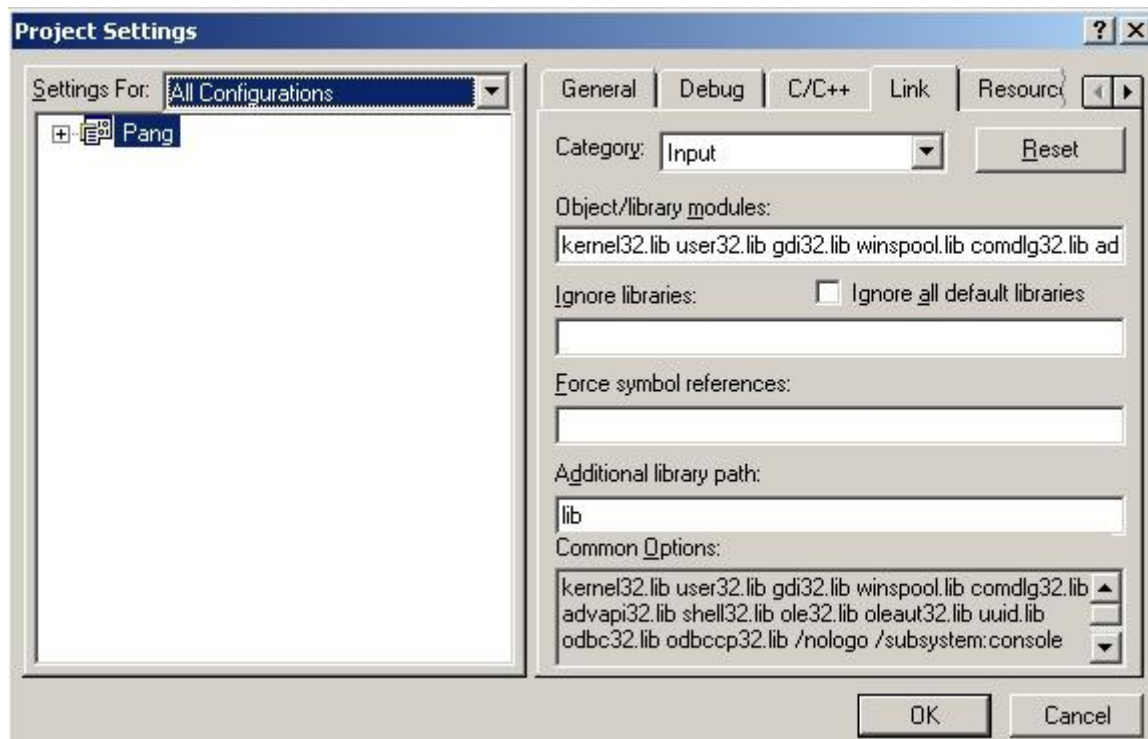 Project Settings
Settings For: All Configurations
Pang
General Debug C/C++ Link
Category: Input Reset
Object/library modules:
kernel32.lib user32.lib gdi32.lib winspool.lib comdlg32.lib ad
Ignore libraries: Ignore all default libraries
Force symbol references:
Additional library path:
lib
Common Options:
kernel32.lib user32.lib gdi32.lib winspool.lib comdlg32.lib
advapi32.lib shell32.lib ole32.lib oleaut32.lib uuid.lib
odbc32.lib odbccp32.lib /nologo /subsystem:console
OK Cancel